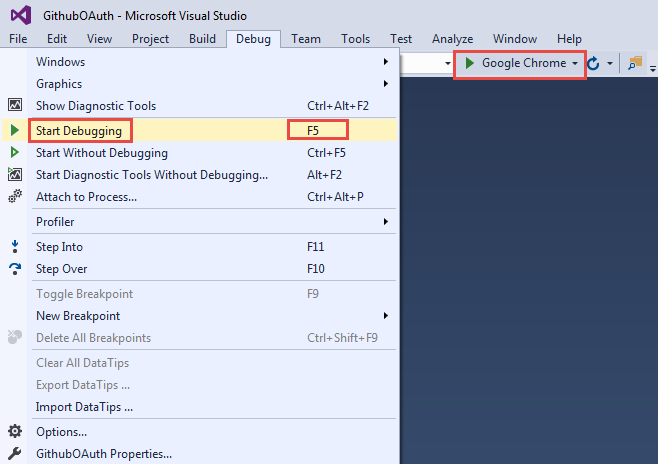 GithubOAuth - Microsoft Visual Studio
File Edit View Project Build Debug Team Tools Test Analyze Window Help
Google Chrome
Windows
Graphics
Show Diagnostic Tools Ctrl+Alt+F2
Start Debugging F5
Start Without Debugging Ctrl+F5
Start Diagnostic Tools Without Debugging... Alt+F2
Attach to Process... Ctrl+Alt+P
Profiler
Step Into F11
Step Over F10
Toggle Breakpoint F9
New Breakpoint
Delete All Breakpoints Ctrl+Shift+F9
Clear All DataTips
Export DataTips ...
Import DataTips ...
Options...
GithubOAuth Properties...